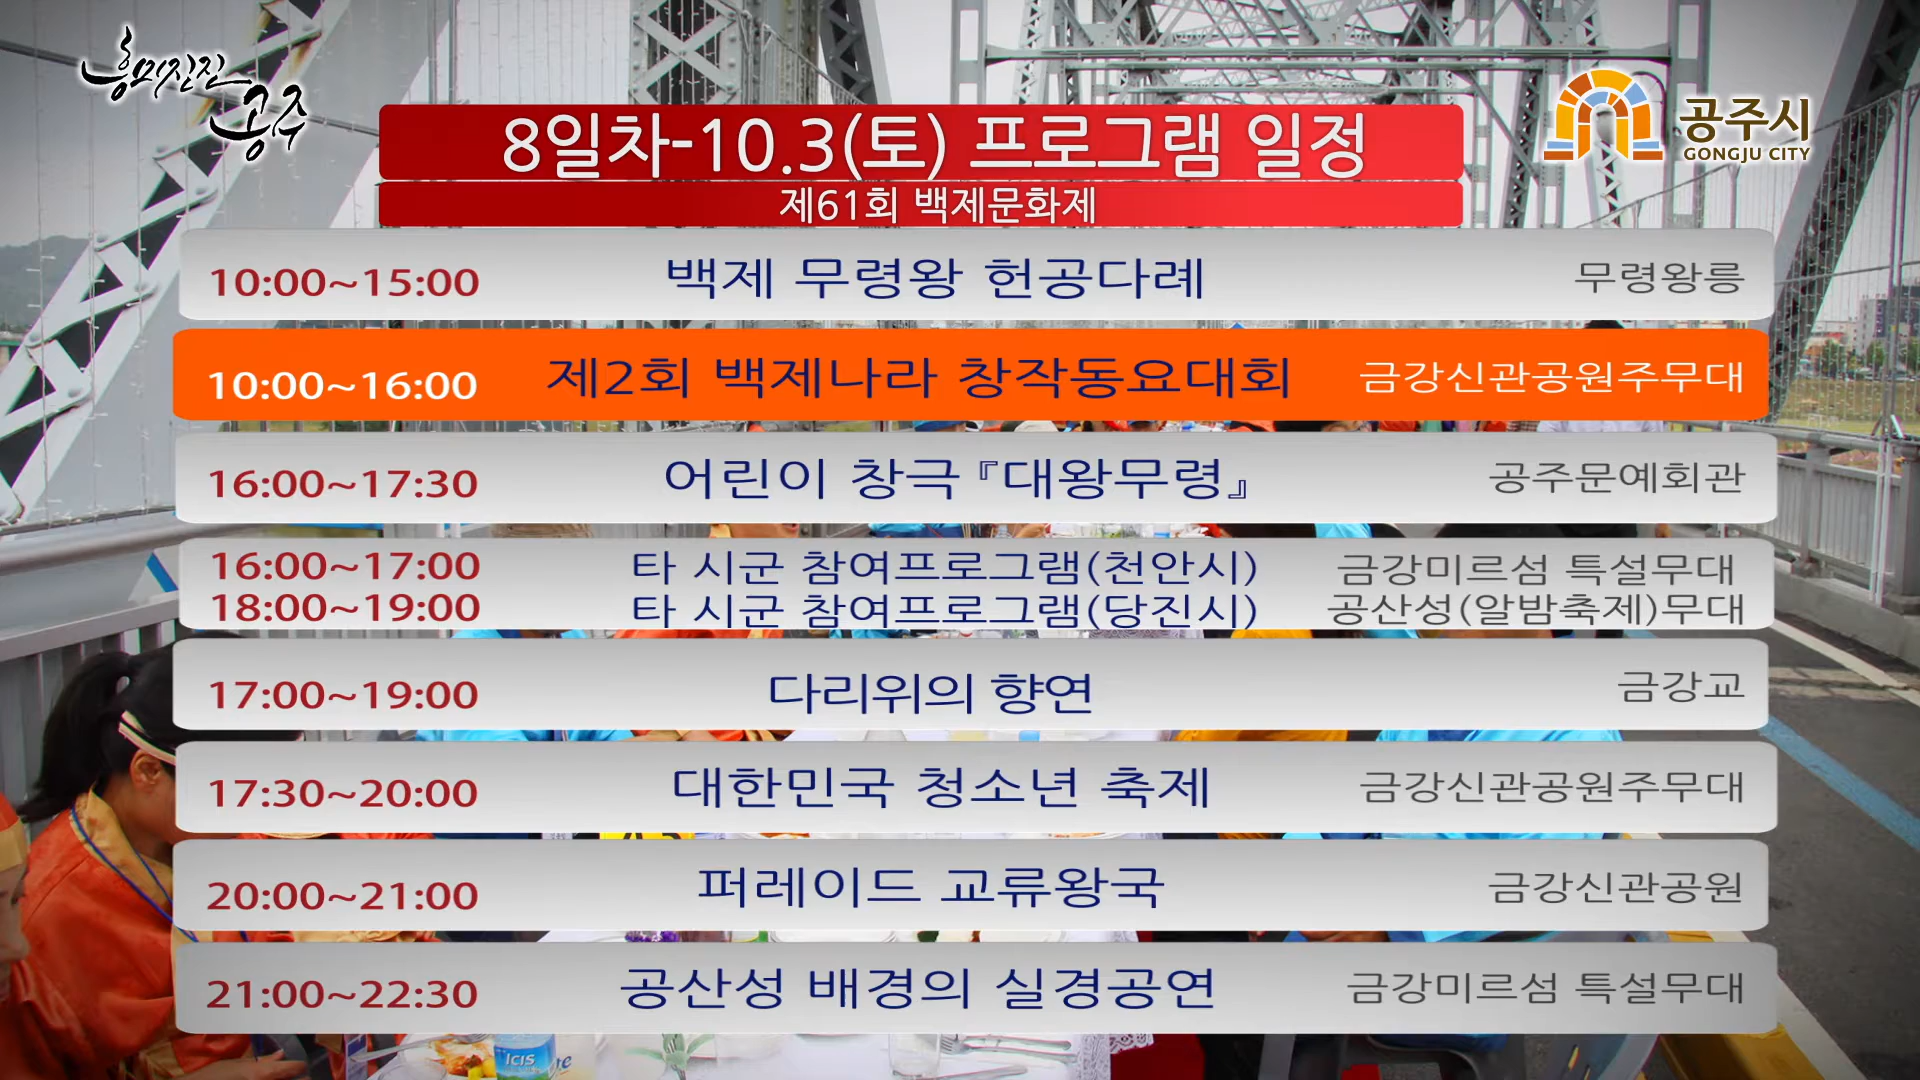 흥미진진
공주
공주시
GONGJU CITY
8일차-10.3(토) 프로그램 일정
제61회 백제문화제
10:00~15:00 백제 무령왕 헌공다례 무령왕릉
10:00~16:00 제2회 백제나라 창작동요대회 금강신관공원주무대
16:00~17:30 어린이 창극『대왕무령』 공주문예회관
16:00~17:00 타 시군 참여프로그램(천안시) 금강미르섬 특설무대
18:00~19:00 타 시군 참여프로그램(당진시) 공산성(알밤축제)무대
17:00~19:00 다리위의 향연 금강교
17:30~20:00 대한민국 청소년 축제 금강신관공원주무대
20:00~21:00 퍼레이드 교류왕국 금강신관공원
21:00~22:30 공산성 배경의 실경공연 금강미르섬 특설무대
ICIS